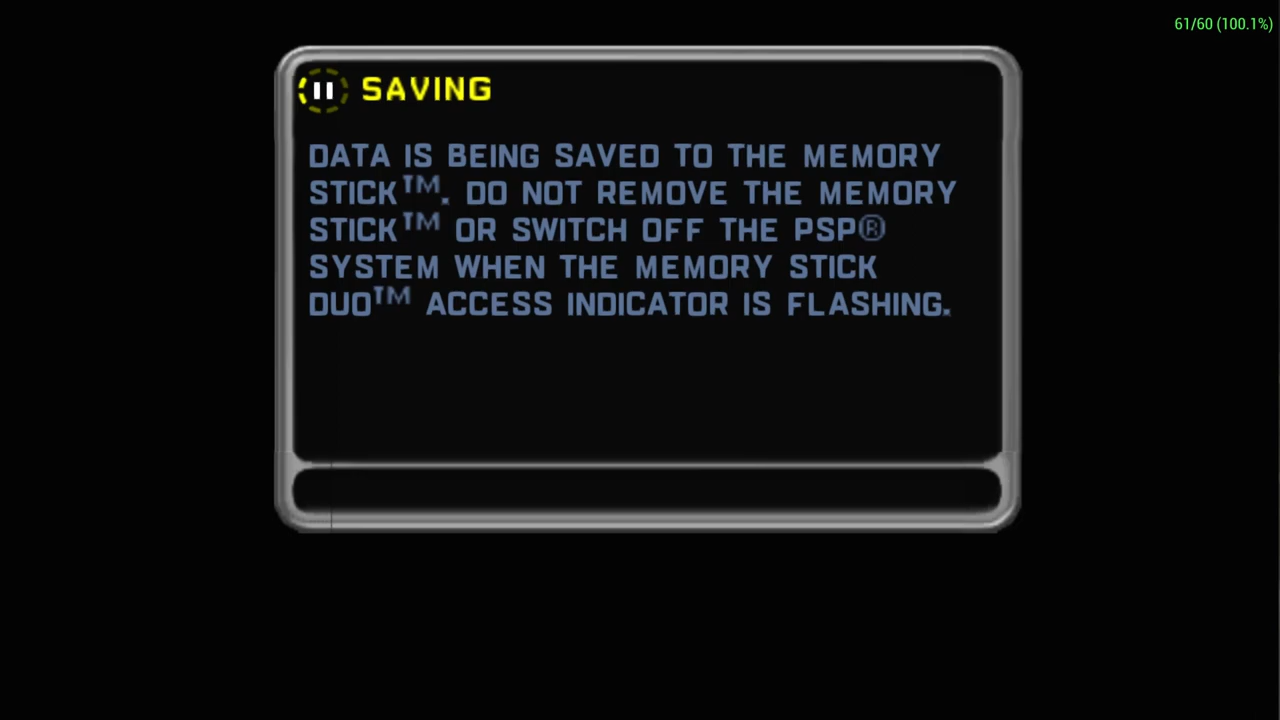 61/60 (100.1%)
SAVING
DATA IS BEING SAVED TO THE MEMORY
STICK™. DO NOT REMOVE THE MEMORY
STICK™ OR SWITCH OFF THE PSP®
SYSTEM WHEN THE MEMORY STICK
DUO™ ACCESS INDICATOR IS FLASHING.